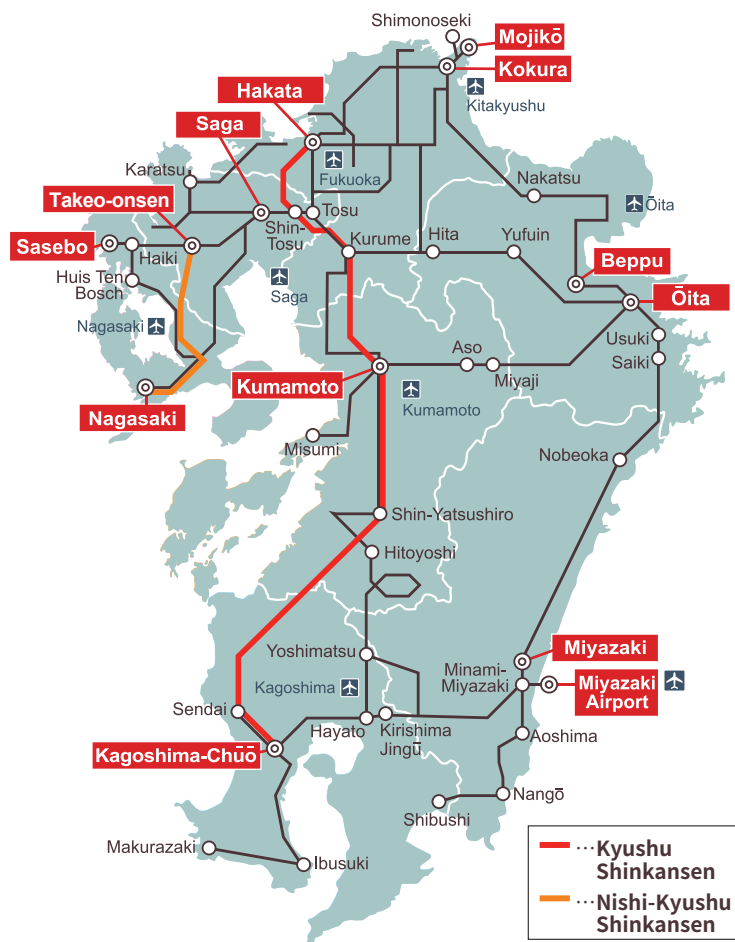 Shimonoseki
Mojikō
Kokura
Kitakyushu
Hakata
Saga
Fukuoka
Karatsu
Nakatsu
Takeo-onsen
Ōita
Tosu
Shin-
Tosu
Sasebo
Haiki
Kurume
Hita
Yufuin
Beppu
Huis Ten
Bosch
Saga
Ōita
Nagasaki
Usuki
Saiki
Kumamoto
Aso
Miyaji
Kumamoto
Nagasaki
Misumi
Nobeoka
Shin-Yatsushiro
Hitoyoshi
Yoshimatsu
Miyazaki
Minami-
Miyazaki
Kagoshima
Miyazaki
Airport
Sendai
Hayato
Kirishima
Jingū
Aoshima
Kagoshima-Chūō
Nangō
Shibushi
Makurazaki
Ibusuki
···Kyushu
Shinkansen
···Nishi-Kyushu
Shinkansen